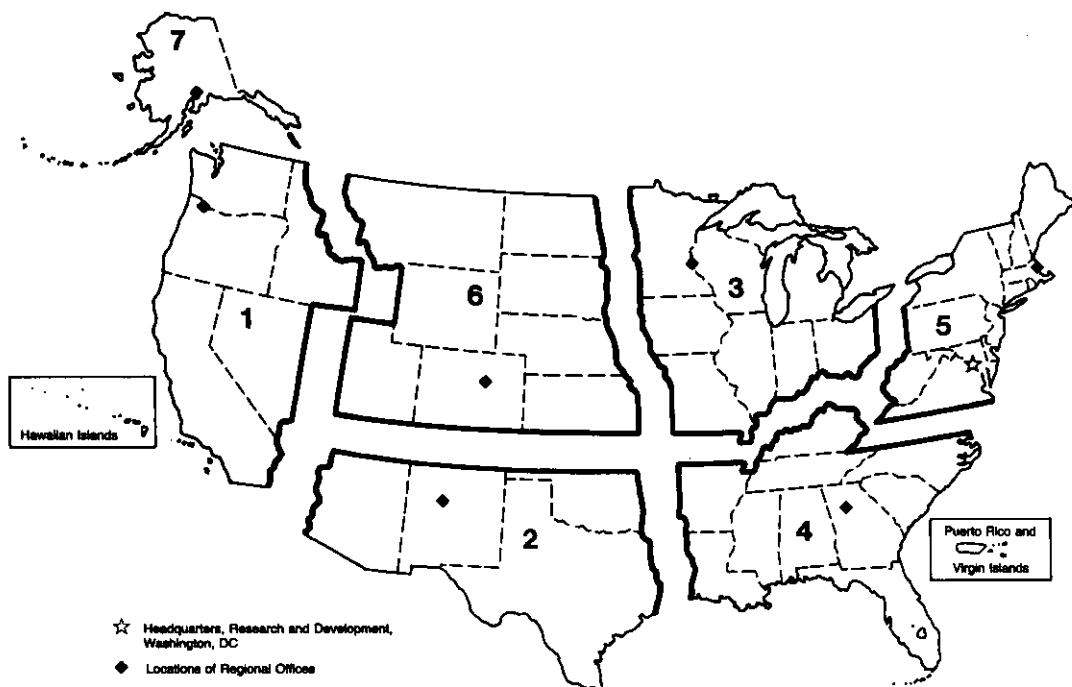 7
6
3
1
5
Hawaiian Islands
2
4
Puerto Rico and
Virgin Islands
Headquarters, Research and Development,
Washington, DC
Locations of Regional Offices